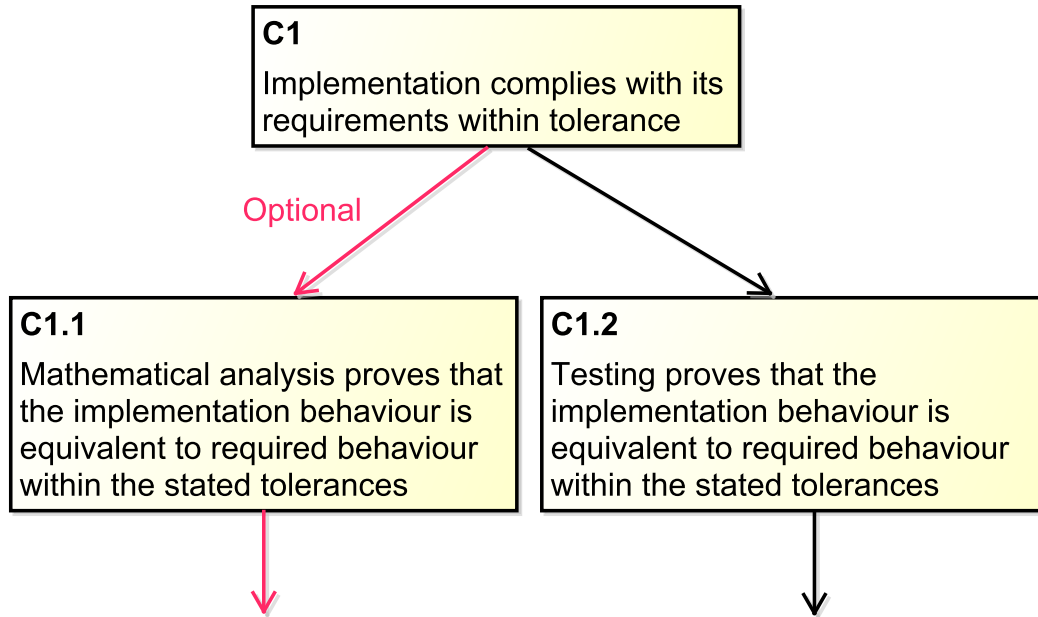 C1
Implementation complies with its
requirements within tolerance
Optional
C1.1
Mathematical analysis proves that
the implementation behaviour is
equivalent to required behaviour
within the stated tolerances
C1.2
Testing proves that the
implementation behaviour is
equivalent to required behaviour
within the stated tolerances